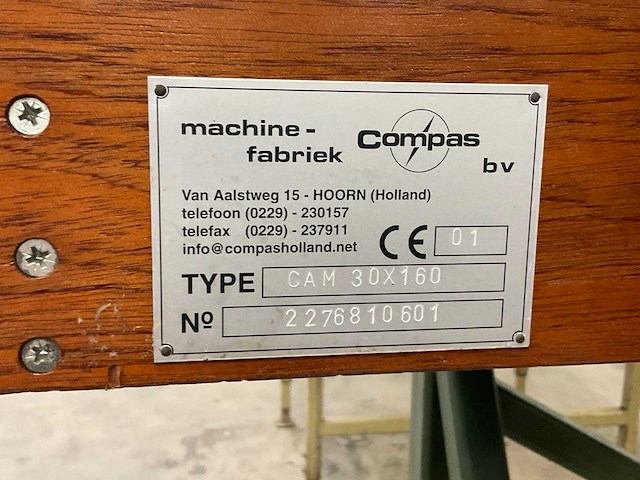 machine-
fabriek
Compas
bv
Van Aalstweg 15 - HOORN (Holland)
telefoon (0229) - 230157
telefax (0229) - 237911
info@compasholland.net
CE 01
TYPE CAM 30X160
Nº 2276810601